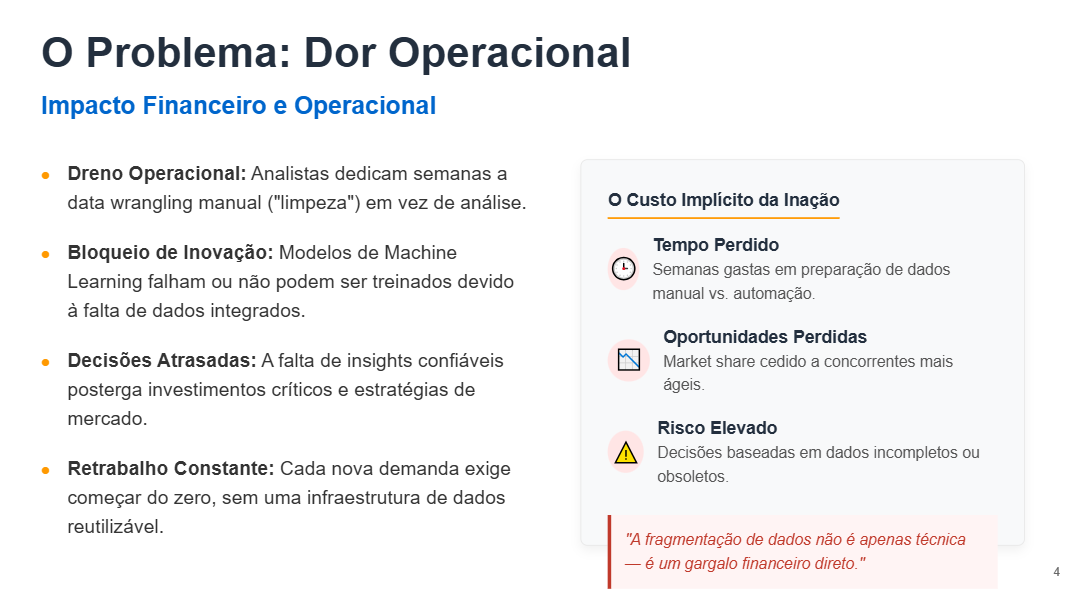 O Problema: Dor Operacional
Impacto Financeiro e Operacional
Dreno Operacional: Analistas dedicam semanas a
data wrangling manual ("limpeza") em vez de análise.
Bloqueio de Inovação: Modelos de Machine
Learning falham ou não podem ser treinados devido
à falta de dados integrados.
Decisões Atrasadas: A falta de insights confiáveis
posterga investimentos críticos e estratégias de
mercado.
Retrabalho Constante: Cada nova demanda exige
começar do zero, sem uma infraestrutura de dados
reutilizável.
O Custo Implícito da Inação
Tempo Perdido
Semanas gastas em preparação de dados
manual vs. automação.
Oportunidades Perdidas
Market share cedido a concorrentes mais
ágeis.
Risco Elevado
Decisões baseadas em dados incompletos ou
obsoletos.
"A fragmentação de dados não é apenas técnica
— é um gargalo financeiro direto."
4